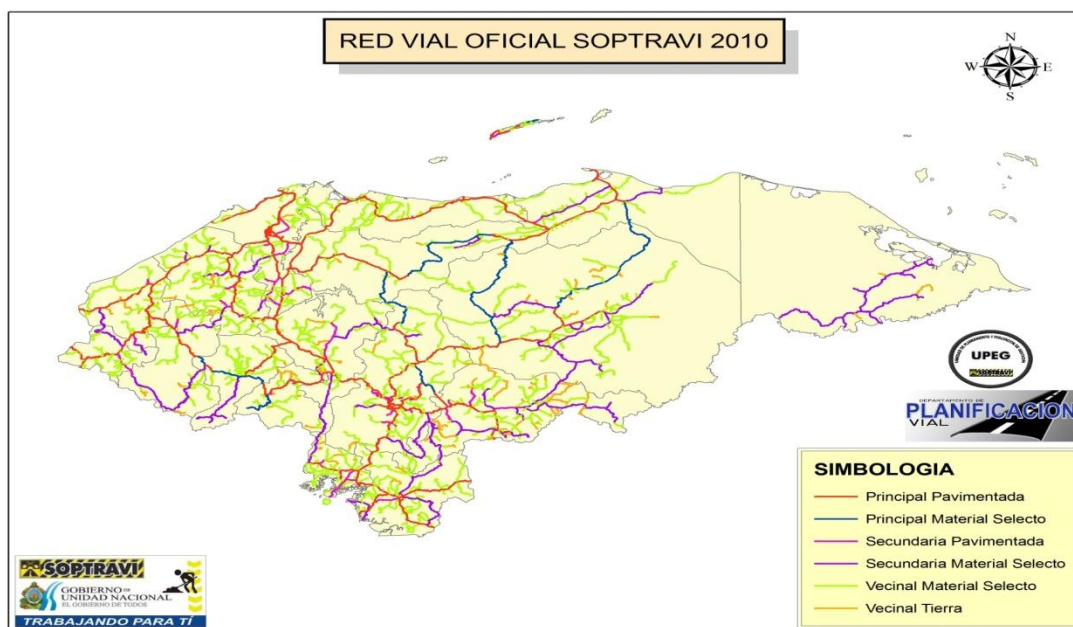 RED VIAL OFICIAL SOPTRAVI 2010
N
W E
S
UPEG
SOPTRAVI
DEPARTAMENTO DE
PLANIFICACION
VIAL
SIMBOLOGIA
Principal Pavimentada
Principal Material Selecto
Secundaria Pavimentada
Secundaria Material Selecto
Vecinal Material Selecto
Vecinal Tierra
SOPTRAVI
GOBIERNO DE
UNIDAD NACIONAL
EL GOBIERNO DE TODOS
TRABAJANDO PARA TÍ